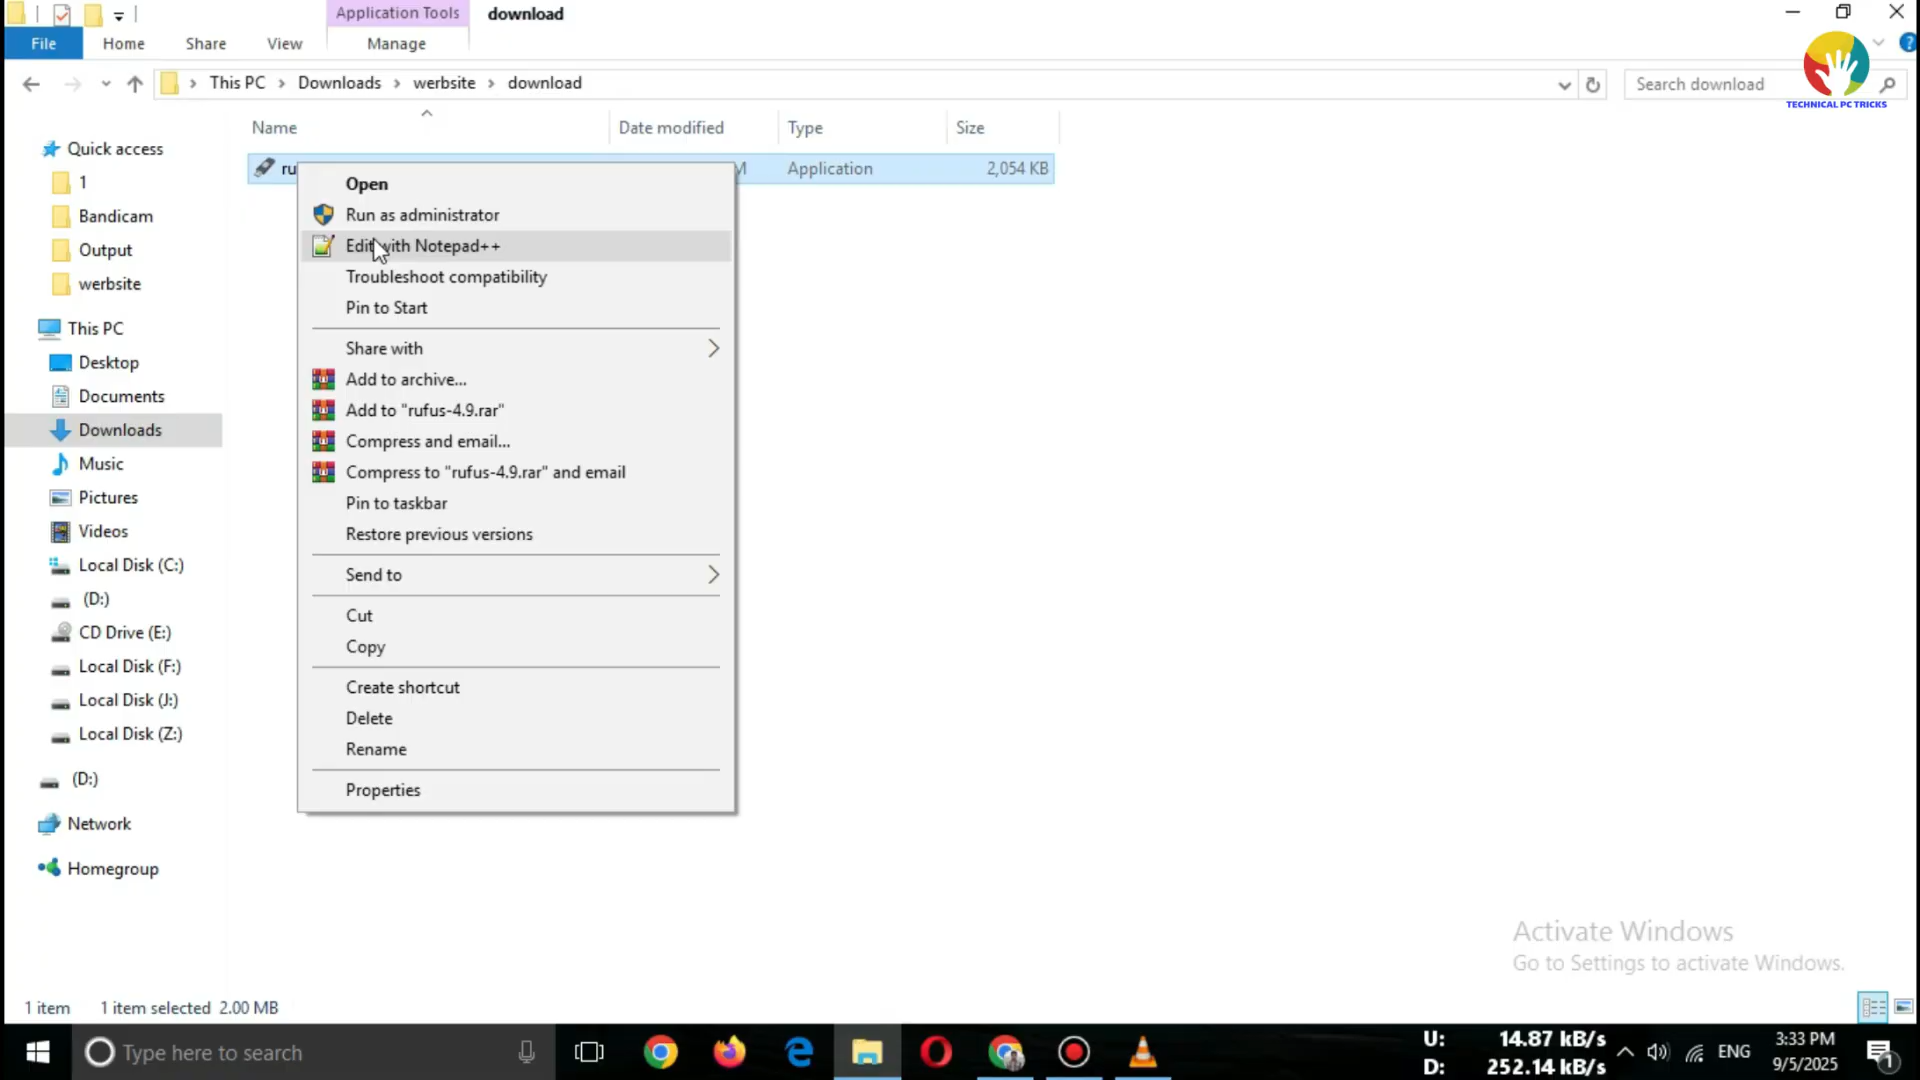 Application Tools
download
File
Home
Share
View
Manage
This PC
Downloads
werbsite
download
Search download
TECHNICAL PC TRICKS
Name
Date modified
Type
Size
ru
M
Application
2,054 KB
Quick access
1
Bandicam
Output
werbsite
This PC
Desktop
Documents
Downloads
Music
Pictures
Videos
Local Disk (C:)
(D:)
CD Drive (E:)
Local Disk (F:)
Local Disk (J:)
Local Disk (Z:)
(D:)
Network
Homegroup
Open
Run as administrator
Edit with Notepad++
Troubleshoot compatibility
Pin to Start
Share with
Add to archive...
Add to "rufus-4.9.rar"
Compress and email...
Compress to "rufus-4.9.rar" and email
Pin to taskbar
Restore previous versions
Send to
Cut
Copy
Create shortcut
Delete
Rename
Properties
Activate Windows
Go to Settings to activate Windows.
1 item
1 item selected 2.00 MB
Type here to search
U: 14.87 kB/s
D: 252.14 kB/s
ENG
3:33 PM
9/5/2025
1